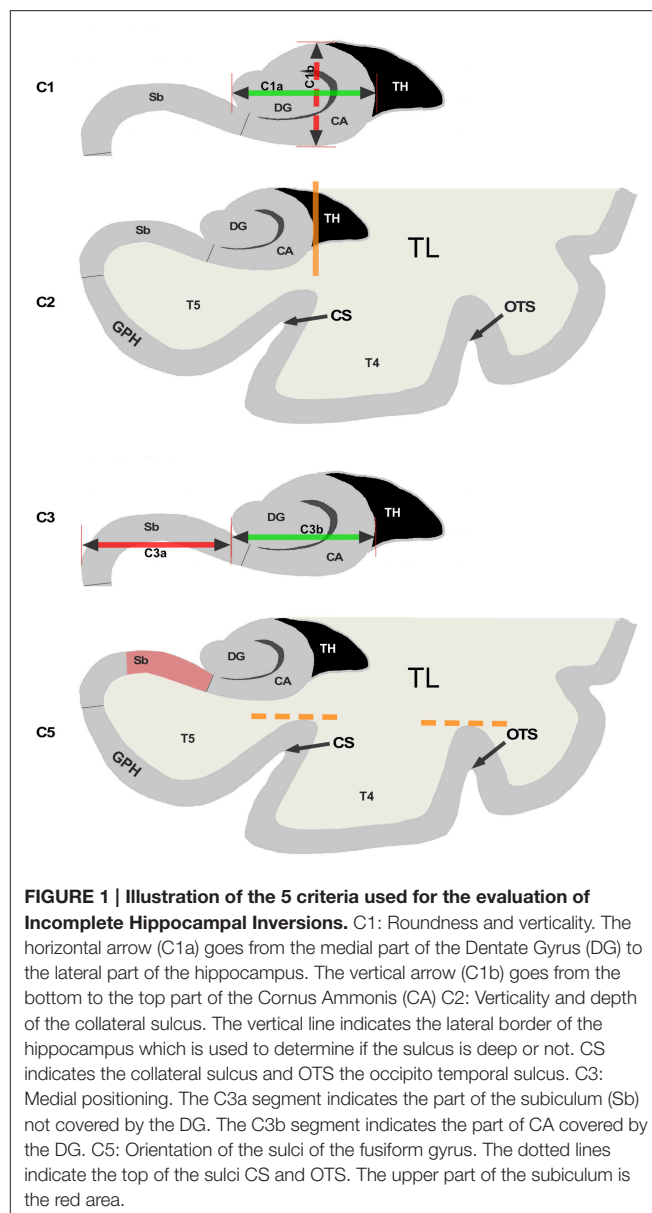 C1
Sb
C1a
C1b
DG
CA
TH
C2
Sb
DG
CA
TH
TL
T5
GPH
CS
OTS
T4
C3
Sb
C3a
DG
C3b
CA
TH
C5
Sb
DG
CA
TH
TL
T5
GPH
CS
OTS
T4
FIGURE 1 | Illustration of the 5 criteria used for the evaluation of
Incomplete Hippocampal Inversions. C1: Roundness and verticality. The
horizontal arrow (C1a) goes from the medial part of the Dentate Gyrus (DG) to
the lateral part of the hippocampus. The vertical arrow (C1b) goes from the
bottom to the top part of the Cornus Ammonis (CA) C2: Verticality and depth
of the collateral sulcus. The vertical line indicates the lateral border of the
hippocampus which is used to determine if the sulcus is deep or not. CS
indicates the collateral sulcus and OTS the occipito temporal sulcus. C3:
Medial positioning. The C3a segment indicates the part of the subiculum (Sb)
not covered by the DG. The C3b segment indicates the part of CA covered by
the DG. C5: Orientation of the sulci of the fusiform gyrus. The dotted lines
indicate the top of the sulci CS and OTS. The upper part of the subiculum is
the red area.